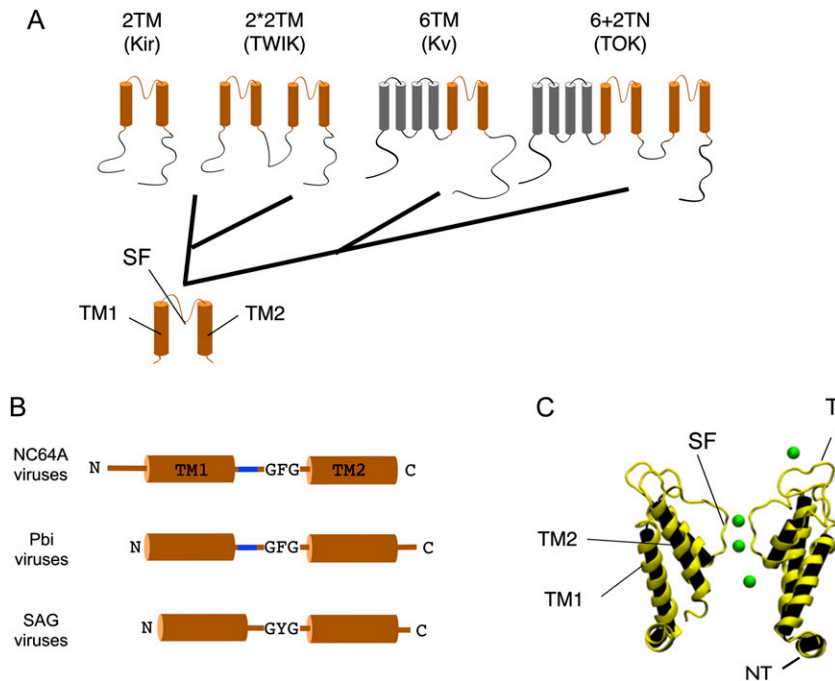 A
2TM
(Kir)
2*2TM
(TWIK)
6TM
(Kv)
6+2TN
(TOK)
SF
TM1
TM2
B
NC64A
viruses
N
TM1
GFG
TM2
C
Pbi
viruses
N
GFG
C
SAG
viruses
N
GYG
C
C
T
SF
TM2
TM1
NT